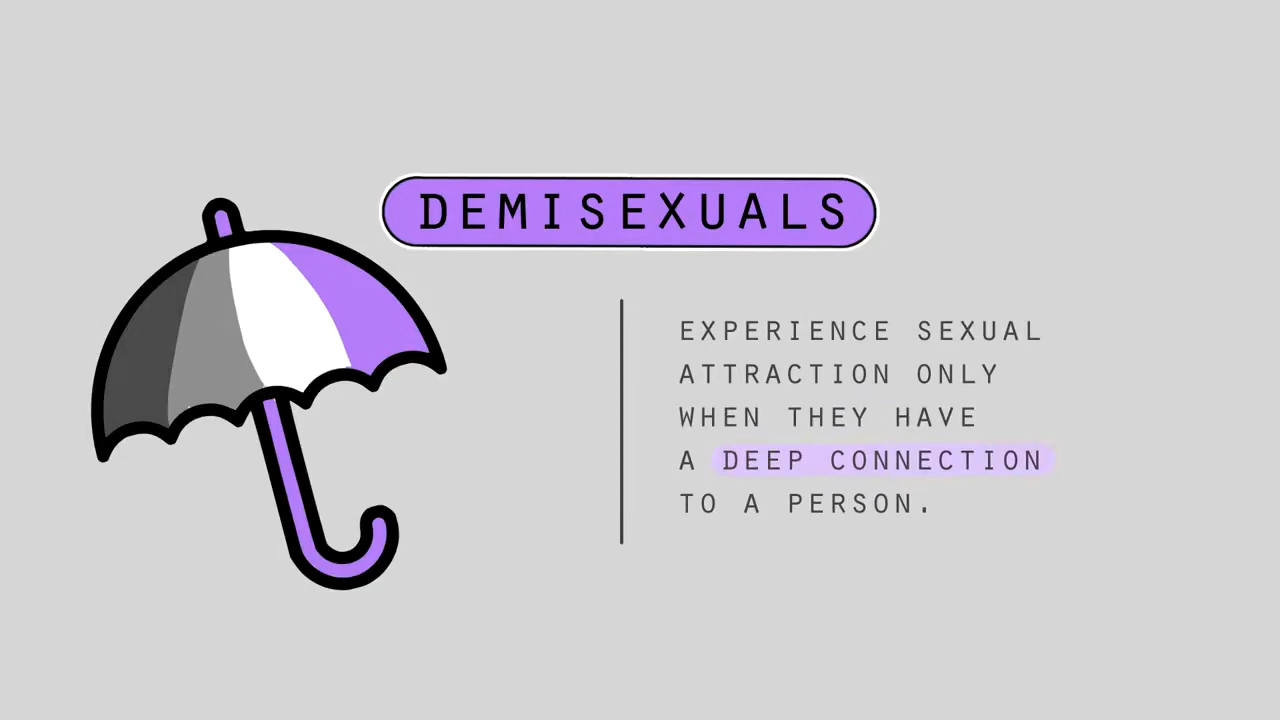 DEMISEXUALS
EXPERIENCE SEXUAL
ATTRACTION ONLY
WHEN THEY HAVE
A DEEP CONNECTION
TO A PERSON.